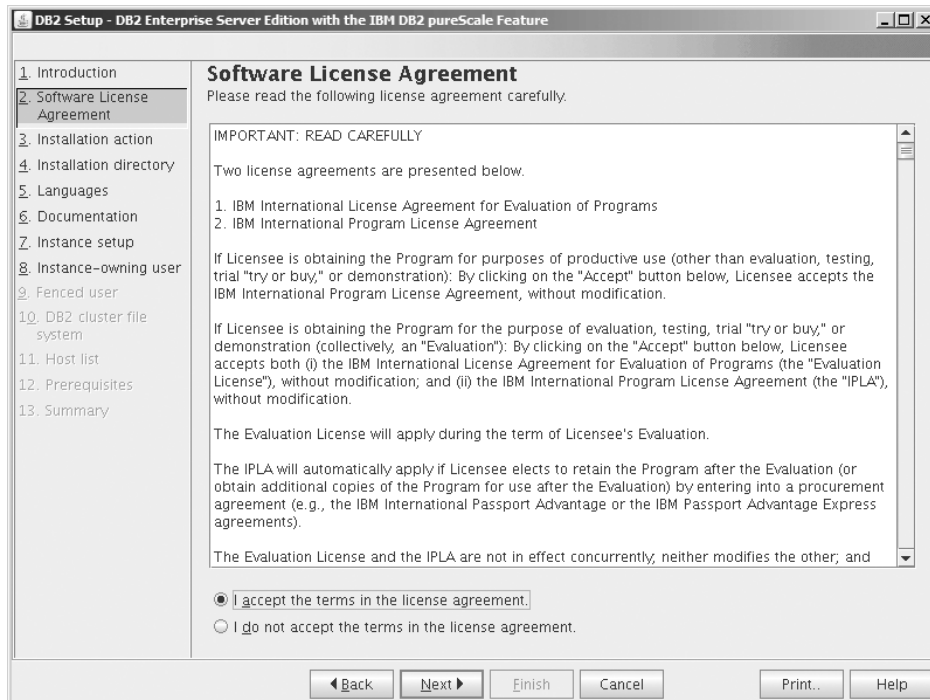 DB2 Setup - DB2 Enterprise Server Edition with the IBM DB2 pureScale Feature
1. Introduction
2. Software License
Agreement
3. Installation action
4. Installation directory
5. Languages
6. Documentation
7. Instance setup
8. Instance-owning user
9. Fenced user
10. DB2 cluster file
system
11. Host list
12. Prerequisites
13. Summary
Software License Agreement
Please read the following license agreement carefully.
IMPORTANT: READ CAREFULLY
Two license agreements are presented below.
1. IBM International License Agreement for Evaluation of Programs
2. IBM International Program License Agreement
If Licensee is obtaining the Program for purposes of productive use (other than evaluation, testing,
trial "try or buy," or demonstration): By clicking on the "Accept" button below, Licensee accepts the
IBM International Program License Agreement, without modification.
If Licensee is obtaining the Program for the purpose of evaluation, testing, trial "try or buy," or
demonstration (collectively, an "Evaluation"): By clicking on the "Accept" button below, Licensee
accepts both (i) the IBM International License Agreement for Evaluation of Programs (the "Evaluation
License"), without modification; and (ii) the IBM International Program License Agreement (the "IPLA"),
without modification.
The Evaluation License will apply during the term of Licensee's Evaluation.
The IPLA will automatically apply if Licensee elects to retain the Program after the Evaluation (or
obtain additional copies of the Program for use after the Evaluation) by entering into a procurement
agreement (e.g., the IBM International Passport Advantage or the IBM Passport Advantage Express
agreements).
The Evaluation License and the IPLA are not in effect concurrently; neither modifies the other; and
I accept the terms in the license agreement.
I do not accept the terms in the license agreement.
Back
Next
Finish
Cancel
Print..
Help